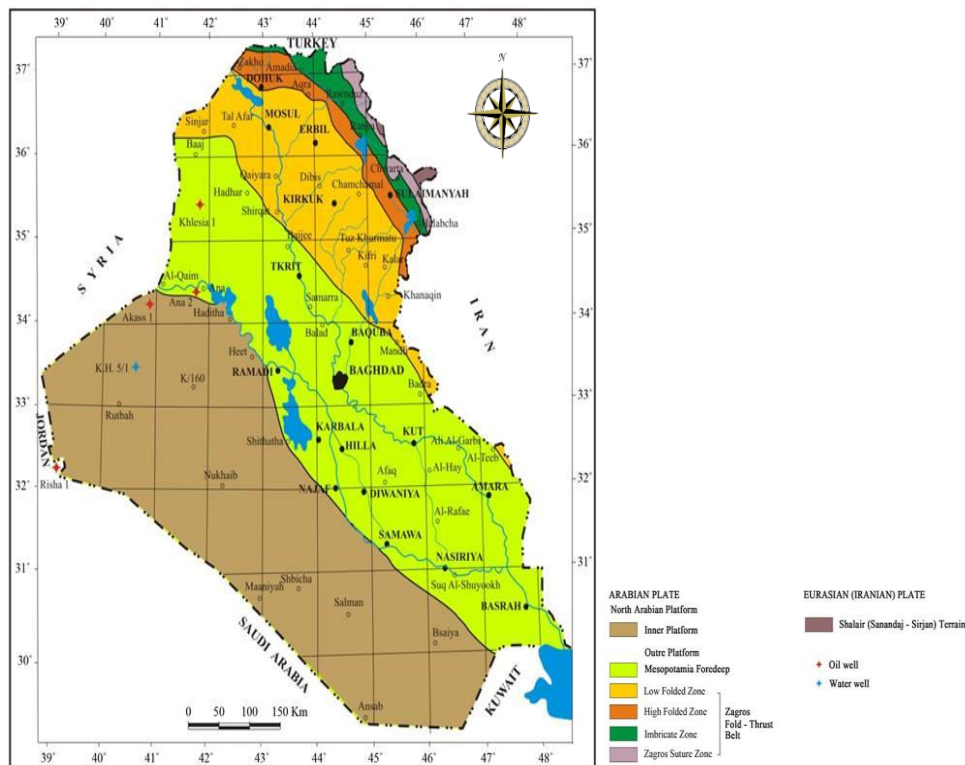 39° 40° 41° 42° 43° 44° 45° 46° 47° 48°
TURKEY
N
37°
37°
Zakho
Amadia
DOHUK
Aqra
Rawnduz
Tal Afar
MOSUL
Sinjar
ERBIL
Rania
36°
36°
Baaj
Chwarta
Qaiyara
Dibis
Chamchamal
SULAIMANYAH
Hadhar
KIRKUK
Khlesia 1
Shirqat
Halabcha
35°
35°
Baijee
Tuz Khurmatu
Kifri
Kalar
SYRIA
TKRIT
Al-Qaim
Ana
Ana 2
Samarra
Khanaqin
IRAN
34°
34°
Akass 1
Haditha
Balad
BAQUBA
Mandli
Heet
K.H. 5/1
RAMADI
BAGHDAD
K/160
Badra
33°
33°
Rutbah
JORDAN
KARBALA
KUT
Shithatha
HILLA
Ali Al-Garbi
Al-Teeb
Risha 1
Afaq
Al-Hay
32°
32°
Nukhaib
NAJAF
DIWANIYA
AMARA
Al-Rafae
SAMAWA
NASIRIYA
31°
31°
Shbicha
Maaniyah
Suq Al-Shuyookh
Salman
BASRAH
Bsaiya
SAUDI ARABIA
30°
30°
KUWAIT
Ansab
0 50 100 150 Km
40° 41° 42° 43° 44° 45° 46° 47° 48°
ARABIAN PLATE
North Arabian Platform
Inner Platform
Outre Platform
Mesopotamia Foredeep
Low Folded Zone
High Folded Zone
Imbricate Zone
Zagros Suture Zone
Zagros
Fold - Thrust
Belt
EURASIAN (IRANIAN) PLATE
Shalair (Sanandaj - Sirjan) Terrain
Oil well
Water well